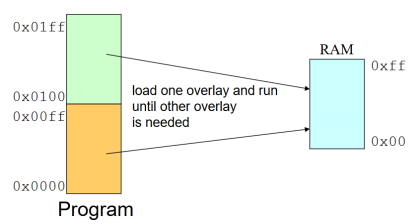 0x01ff
0x0100
0x00ff
0x0000
Program
load one overlay and run
until other overlay
is needed
RAM
0xff
0x00